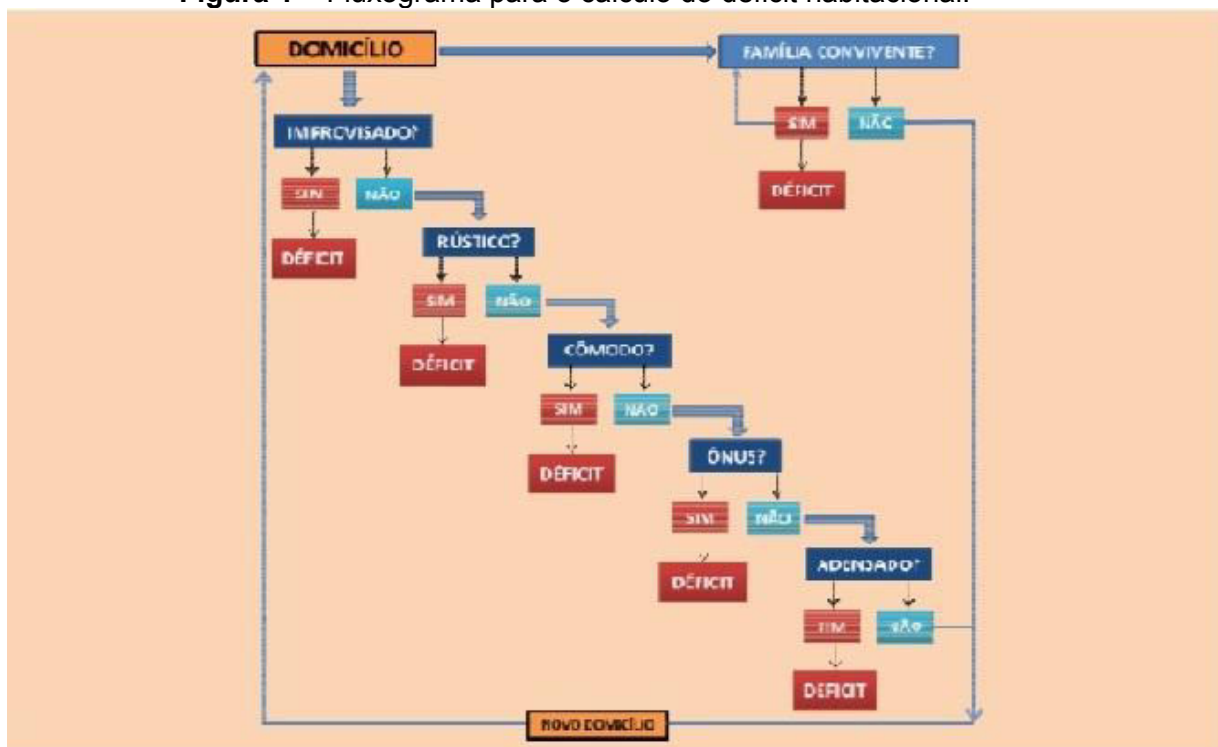 Fluxograma para o cálculo do déficit habitacional.
DOMICÍLIO
FAMÍLIA CONVIVENTE?
SIM
NÃO
DÉFICIT
IMPROVISADO?
SIM
NÃO
DÉFICIT
RÚSTICO?
SIM
NÃO
DÉFICIT
CÔMODO?
SIM
NÃO
DÉFICIT
ÔNUS?
SIM
NÃO
DÉFICIT
ADENSADO?
SIM
NÃO
DÉFICIT
NOVO DOMICÍLIO